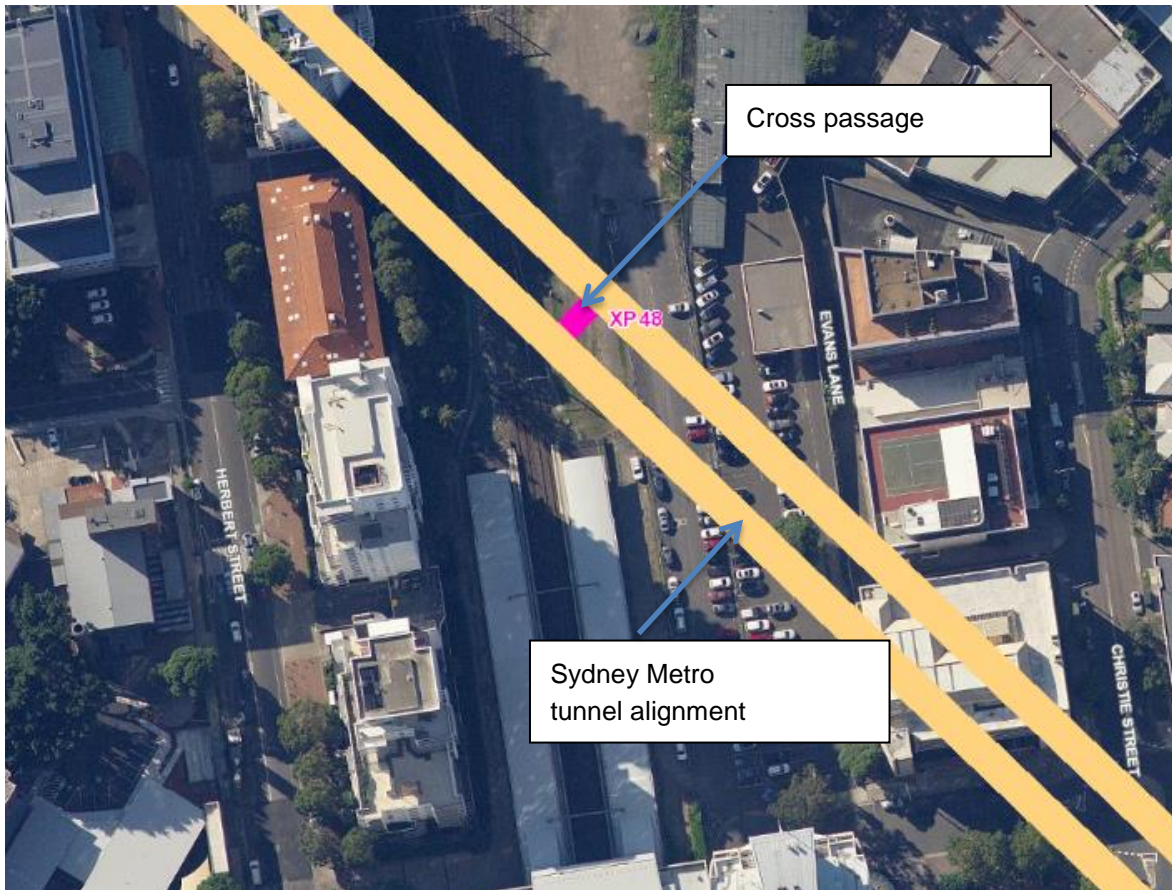 Cross passage
XP 48
EVANS LANE
HERBERT STREET
Sydney Metro
tunnel alignment
CHRISTIE STREET